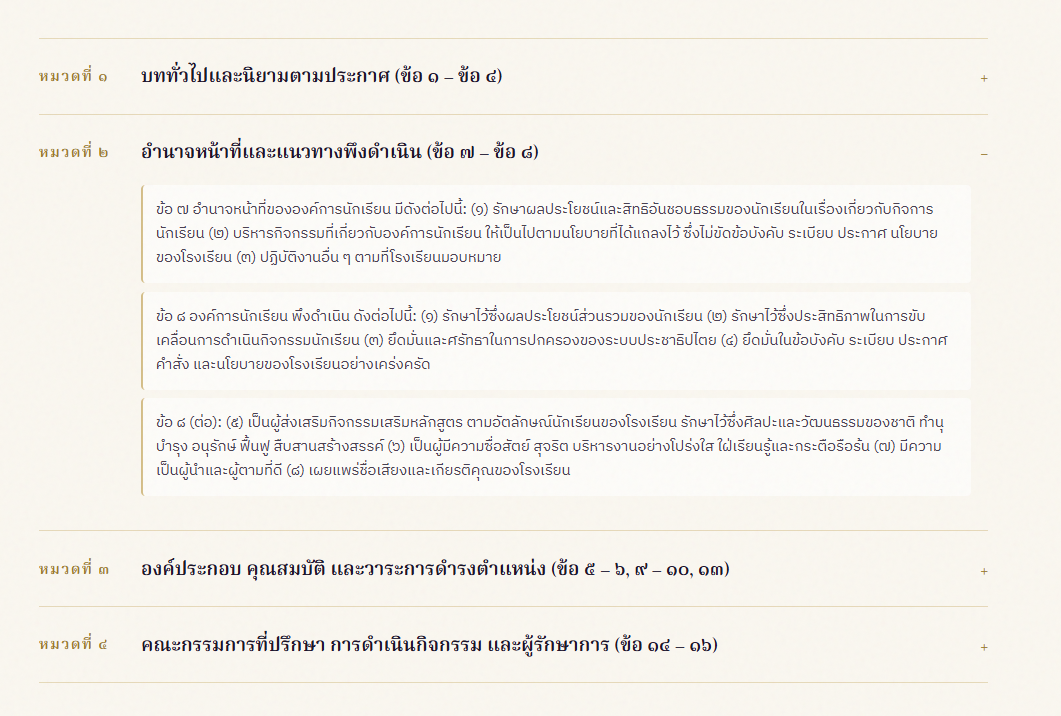 หมวดที่ ๑ บททั่วไปและนิยามตามประกาศ (ข้อ ๑ – ข้อ ๔) +
หมวดที่ ๒ อำนาจหน้าที่และแนวทางพึงดำเนิน (ข้อ ๗ – ข้อ ๘) –
ข้อ ๗ อำนาจหน้าที่ขององค์การนักเรียน มีดังต่อไปนี้: (๑) รักษาผลประโยชน์และสิทธิอันชอบธรรมของนักเรียนในเรื่องเกี่ยวกับกิจการ
นักเรียน (๒) บริหารกิจกรรมที่เกี่ยวกับองค์การนักเรียน ให้เป็นไปตามนโยบายที่ได้แถลงไว้ ซึ่งไม่ขัดข้อบังคับ ระเบียบ ประกาศ นโยบาย
ของโรงเรียน (๓) ปฏิบัติงานอื่น ๆ ตามที่โรงเรียนมอบหมาย
ข้อ ๘ องค์การนักเรียน พึงดำเนิน ดังต่อไปนี้: (๑) รักษาไว้ซึ่งผลประโยชน์ส่วนรวมของนักเรียน (๒) รักษาไว้ซึ่งประสิทธิภาพในการขับ
เคลื่อนการดำเนินกิจกรรมนักเรียน (๓) ยึดมั่นและศรัทธาในการปกครองของระบบประชาธิปไตย (๔) ยึดมั่นในข้อบังคับ ระเบียบ ประกาศ
คำสั่ง และนโยบายของโรงเรียนอย่างเคร่งครัด
ข้อ ๘ (ต่อ): (๕) เป็นผู้ส่งเสริมกิจกรรมเสริมหลักสูตร ตามอัตลักษณ์นักเรียนของโรงเรียน รักษาไว้ซึ่งศิลปะและวัฒนธรรมของชาติ ทำนุ
บำรุง อนุรักษ์ ฟื้นฟู สืบสานสร้างสรรค์ (๖) เป็นผู้มีความซื่อสัตย์ สุจริต บริหารงานอย่างโปร่งใส ใฝ่เรียนรู้และกระตือรือร้น (๗) มีความ
เป็นผู้นำและผู้ตามที่ดี (๘) เผยแพร่ชื่อเสียงและเกียรติคุณของโรงเรียน
หมวดที่ ๓ องค์ประกอบ คุณสมบัติ และวาระการดำรงตำแหน่ง (ข้อ ๕ – ๖, ๙ – ๑๐, ๑๓) +
หมวดที่ ๔ คณะกรรมการที่ปรึกษา การดำเนินกิจกรรม และผู้รักษาการ (ข้อ ๑๔ – ๑๖) +